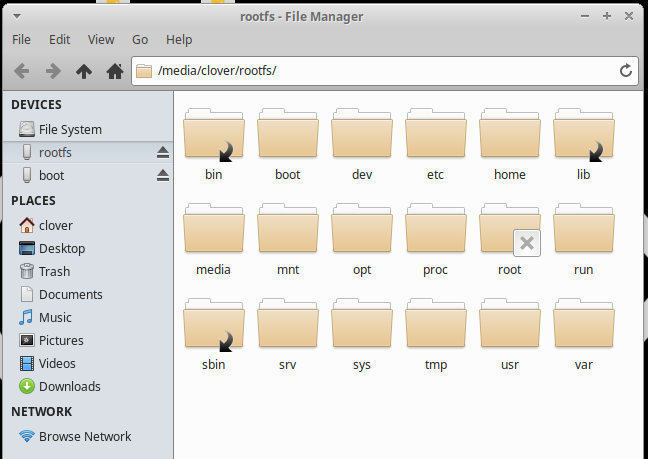 rootfs - File Manager
File Edit View Go Help
/media/clover/rootfs/
DEVICES
File System
rootfs
boot
PLACES
clover
Desktop
Trash
Documents
Music
Pictures
Videos
Downloads
NETWORK
Browse Network
bin boot dev etc home lib
media mnt opt proc root run
sbin srv sys tmp usr var